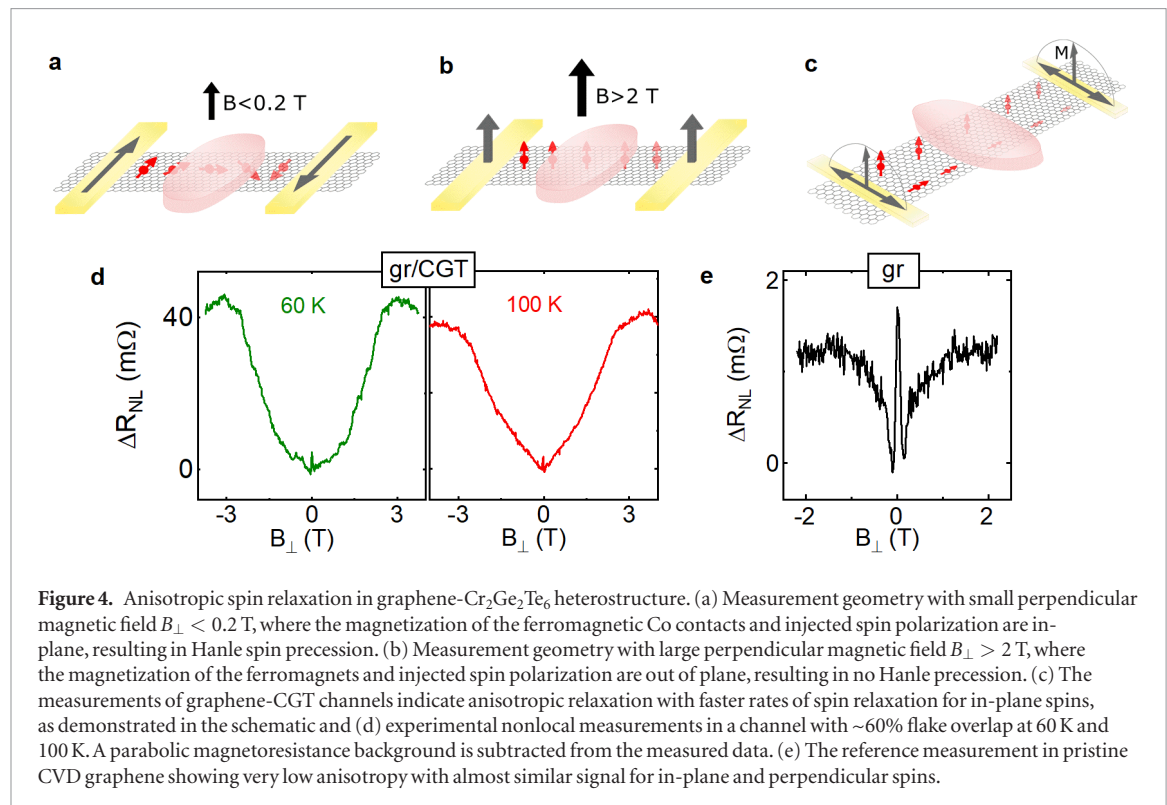 a
b
c
B<0.2 T
B>2 T
M
d
gr/CGT
e
gr
60 K
100 K
ΔR_NL (mΩ)
40
0
-3 0 3
-3 0 3
B⊥ (T)
B⊥ (T)
ΔR_NL (mΩ)
2
1
0
-2 0 2
B⊥ (T)
Figure 4. Anisotropic spin relaxation in graphene-Cr₂Ge₂Te₆ heterostructure. (a) Measurement geometry with small perpendicular
magnetic field B⊥ < 0.2 T, where the magnetization of the ferromagnetic Co contacts and injected spin polarization are in-
plane, resulting in Hanle spin precession. (b) Measurement geometry with large perpendicular magnetic field B⊥ > 2 T, where
the magnetization of the ferromagnets and injected spin polarization are out of plane, resulting in no Hanle precession. (c) The
measurements of graphene-CGT channels indicate anisotropic relaxation with faster rates of spin relaxation for in-plane spins,
as demonstrated in the schematic and (d) experimental nonlocal measurements in a channel with ~60% flake overlap at 60 K and
100 K. A parabolic magnetoresistance background is subtracted from the measured data. (e) The reference measurement in pristine
CVD graphene showing very low anisotropy with almost similar signal for in-plane and perpendicular spins.